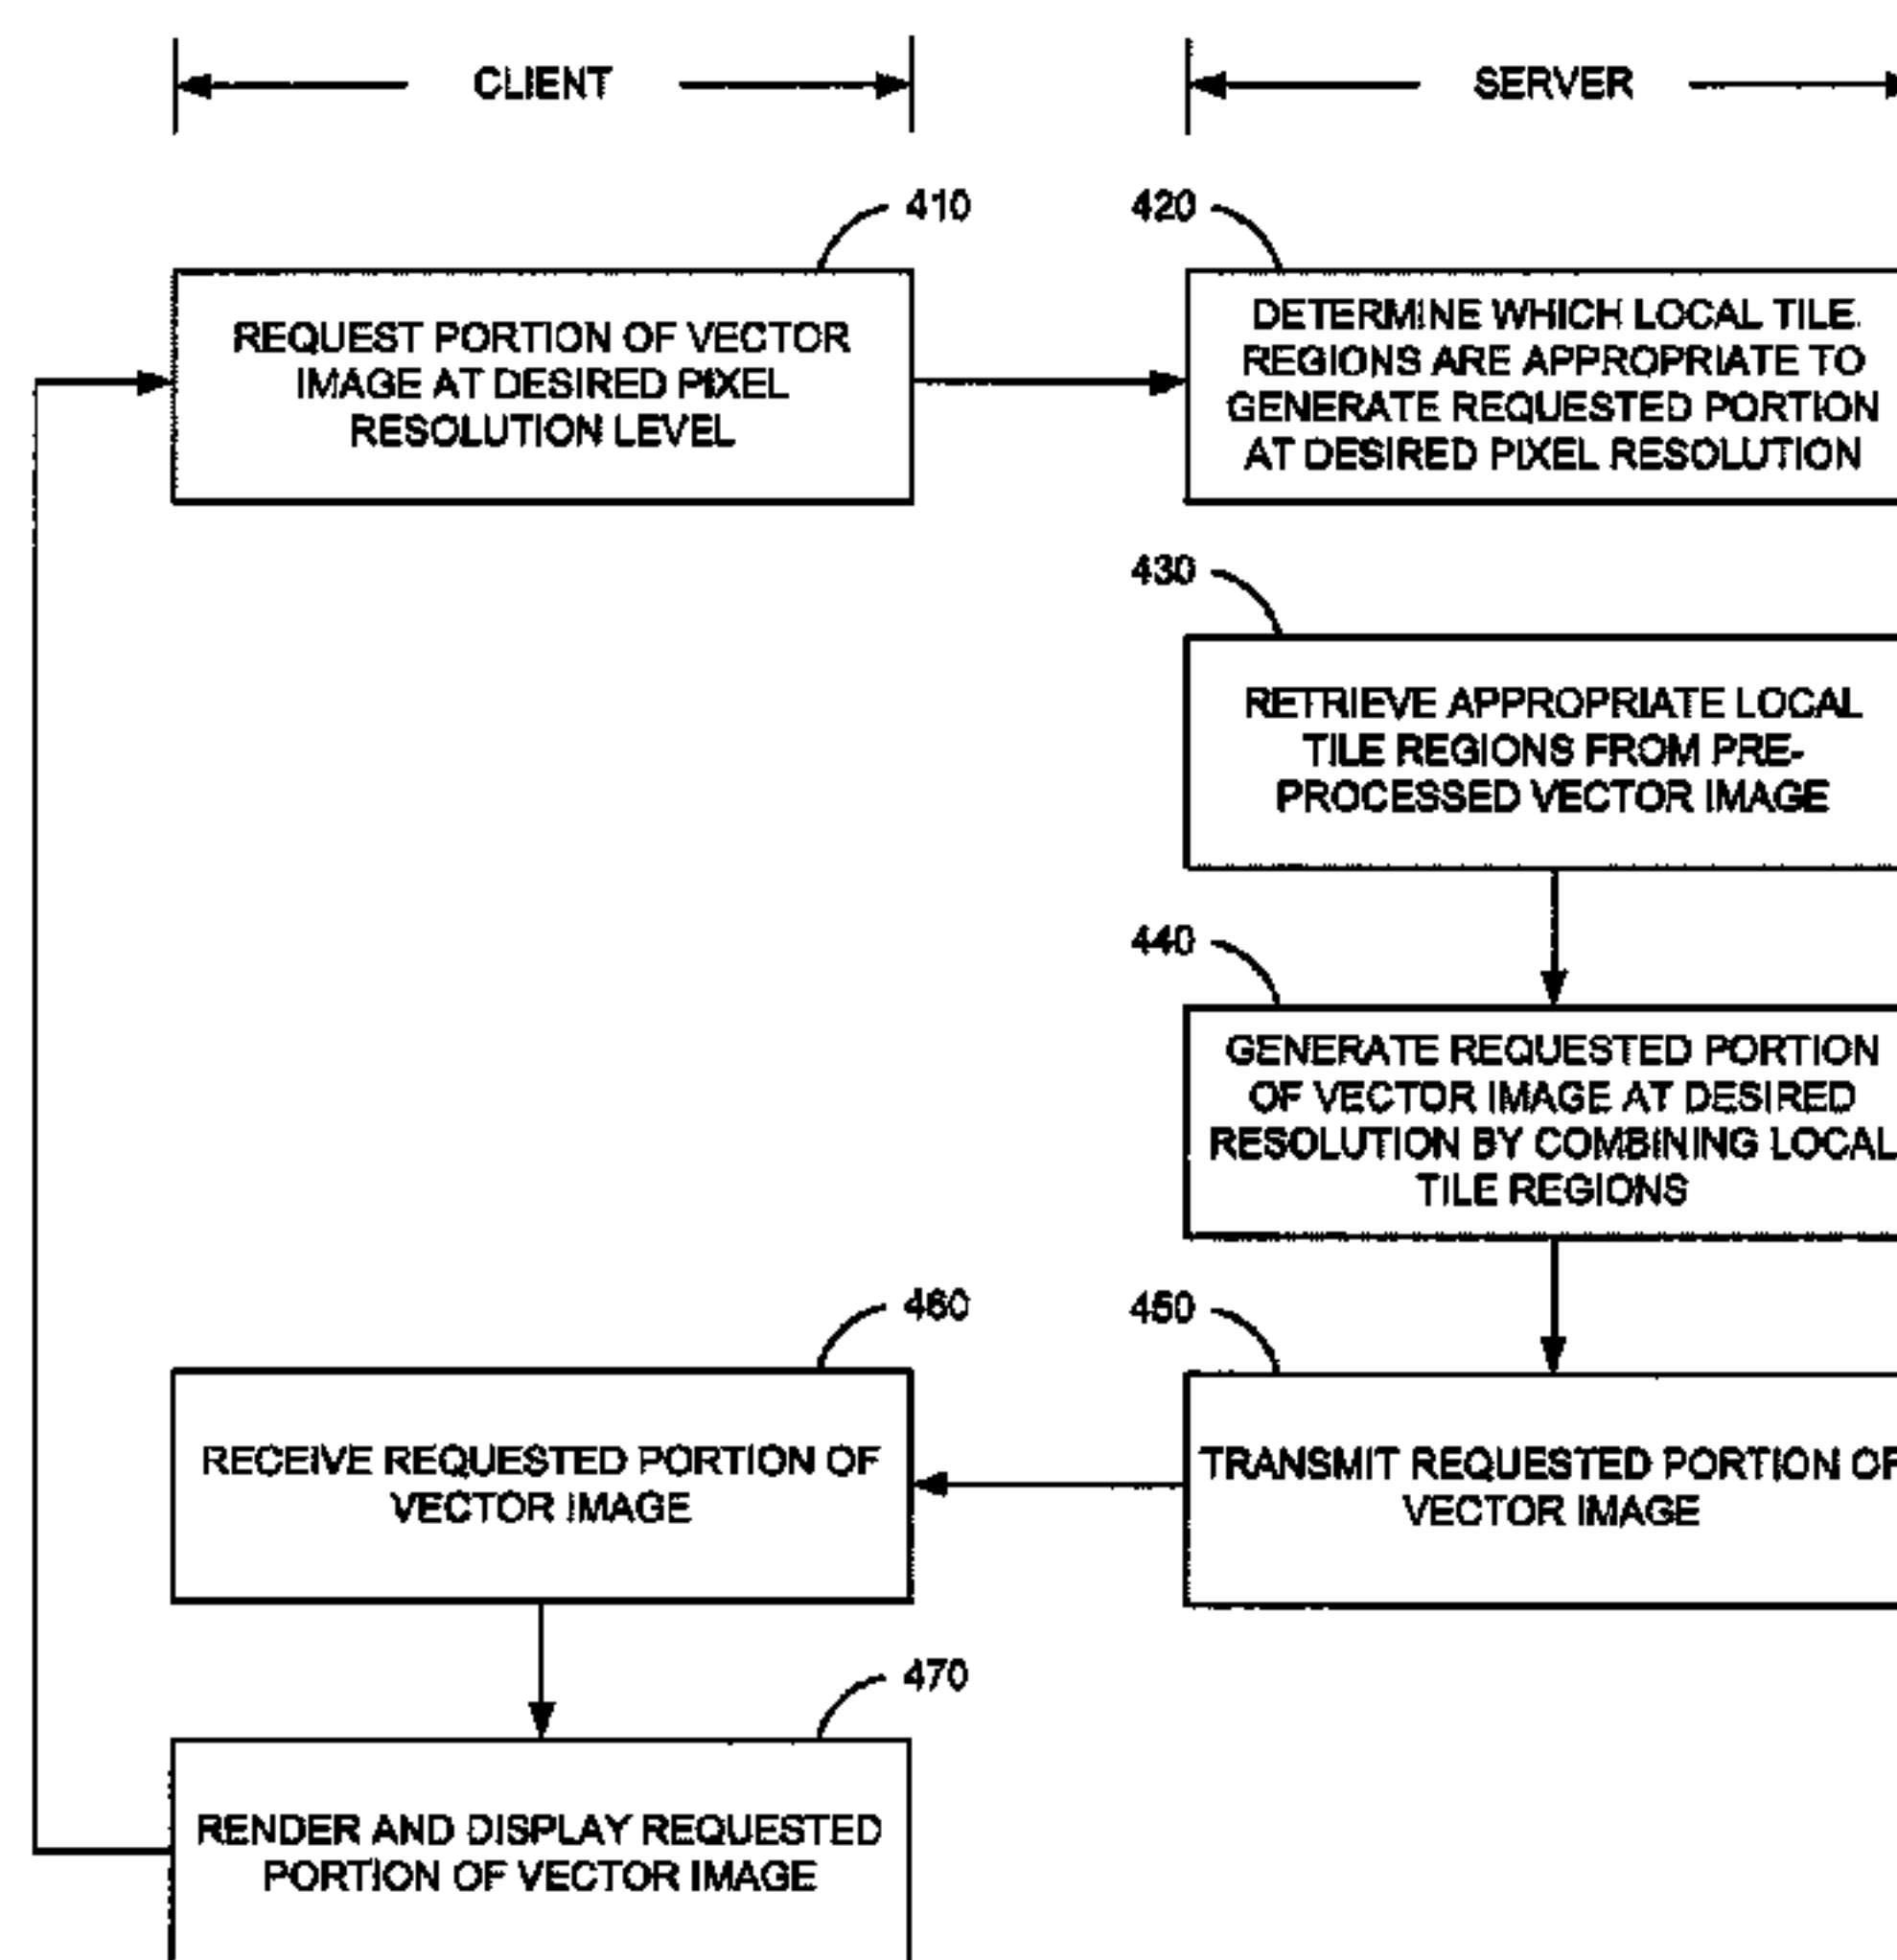 CLIENT
SERVER
410
420
REQUEST PORTION OF VECTOR
IMAGE AT DESIRED PIXEL
RESOLUTION LEVEL
DETERMINE WHICH LOCAL TILE
REGIONS ARE APPROPRIATE TO
GENERATE REQUESTED PORTION
AT DESIRED PIXEL RESOLUTION
430
RETRIEVE APPROPRIATE LOCAL
TILE REGIONS FROM PRE-
PROCESSED VECTOR IMAGE
440
GENERATE REQUESTED PORTION
OF VECTOR IMAGE AT DESIRED
RESOLUTION BY COMBINING LOCAL
TILE REGIONS
460
450
RECEIVE REQUESTED PORTION OF
VECTOR IMAGE
TRANSMIT REQUESTED PORTION OF
VECTOR IMAGE
470
RENDER AND DISPLAY REQUESTED
PORTION OF VECTOR IMAGE